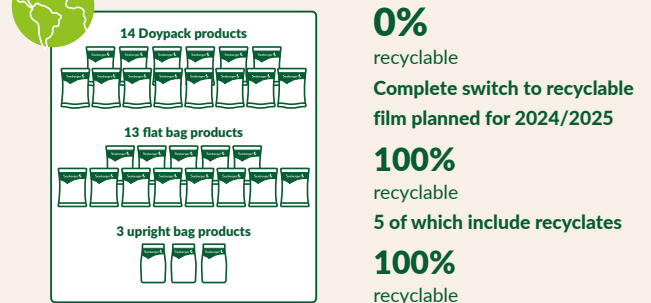 14 Doypack products
13 flat bag products
3 upright bag products
0%
recyclable
Complete switch to recyclable
film planned for 2024/2025
100%
recyclable
5 of which include recyclates
100%
recyclable